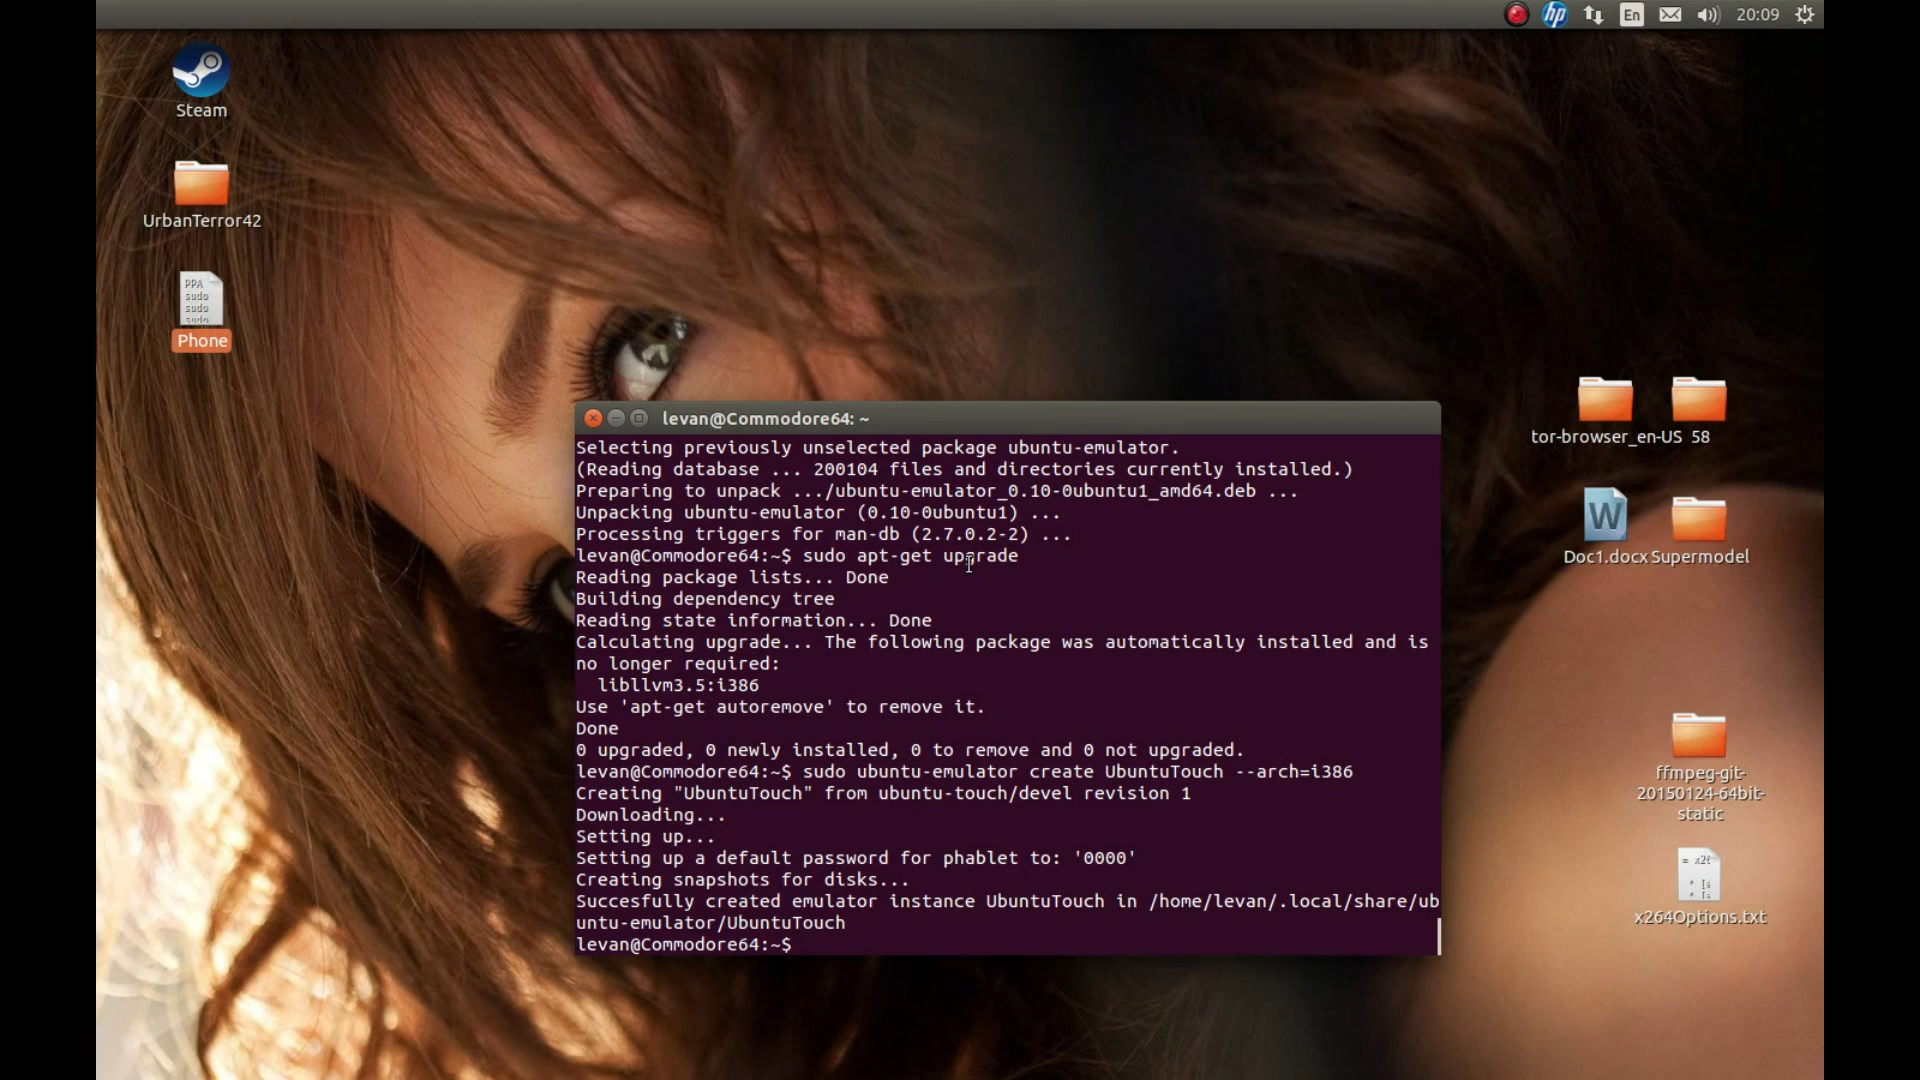 hp En 20:09
Steam
UrbanTerror42
PPA
sudo
sudo
sudo
Phone
levan@Commodore64: ~
Selecting previously unselected package ubuntu-emulator.
(Reading database ... 200104 files and directories currently installed.)
Preparing to unpack .../ubuntu-emulator_0.10-0ubuntu1_amd64.deb ...
Unpacking ubuntu-emulator (0.10-0ubuntu1) ...
Processing triggers for man-db (2.7.0.2-2) ...
levan@Commodore64:~$ sudo apt-get upgrade
Reading package lists... Done
Building dependency tree
Reading state information... Done
Calculating upgrade... The following package was automatically installed and is
no longer required:
  libllvm3.5:i386
Use 'apt-get autoremove' to remove it.
Done
0 upgraded, 0 newly installed, 0 to remove and 0 not upgraded.
levan@Commodore64:~$ sudo ubuntu-emulator create UbuntuTouch --arch=i386
Creating "UbuntuTouch" from ubuntu-touch/devel revision 1
Downloading...
Setting up...
Setting up a default password for phablet to: '0000'
Creating snapshots for disks...
Succesfully created emulator instance UbuntuTouch in /home/levan/.local/share/ub
untu-emulator/UbuntuTouch
levan@Commodore64:~$
tor-browser_en-US 58
W
Doc1.docx Supermodel
ffmpeg-git-
20150124-64bit-
static
x264Options.txt